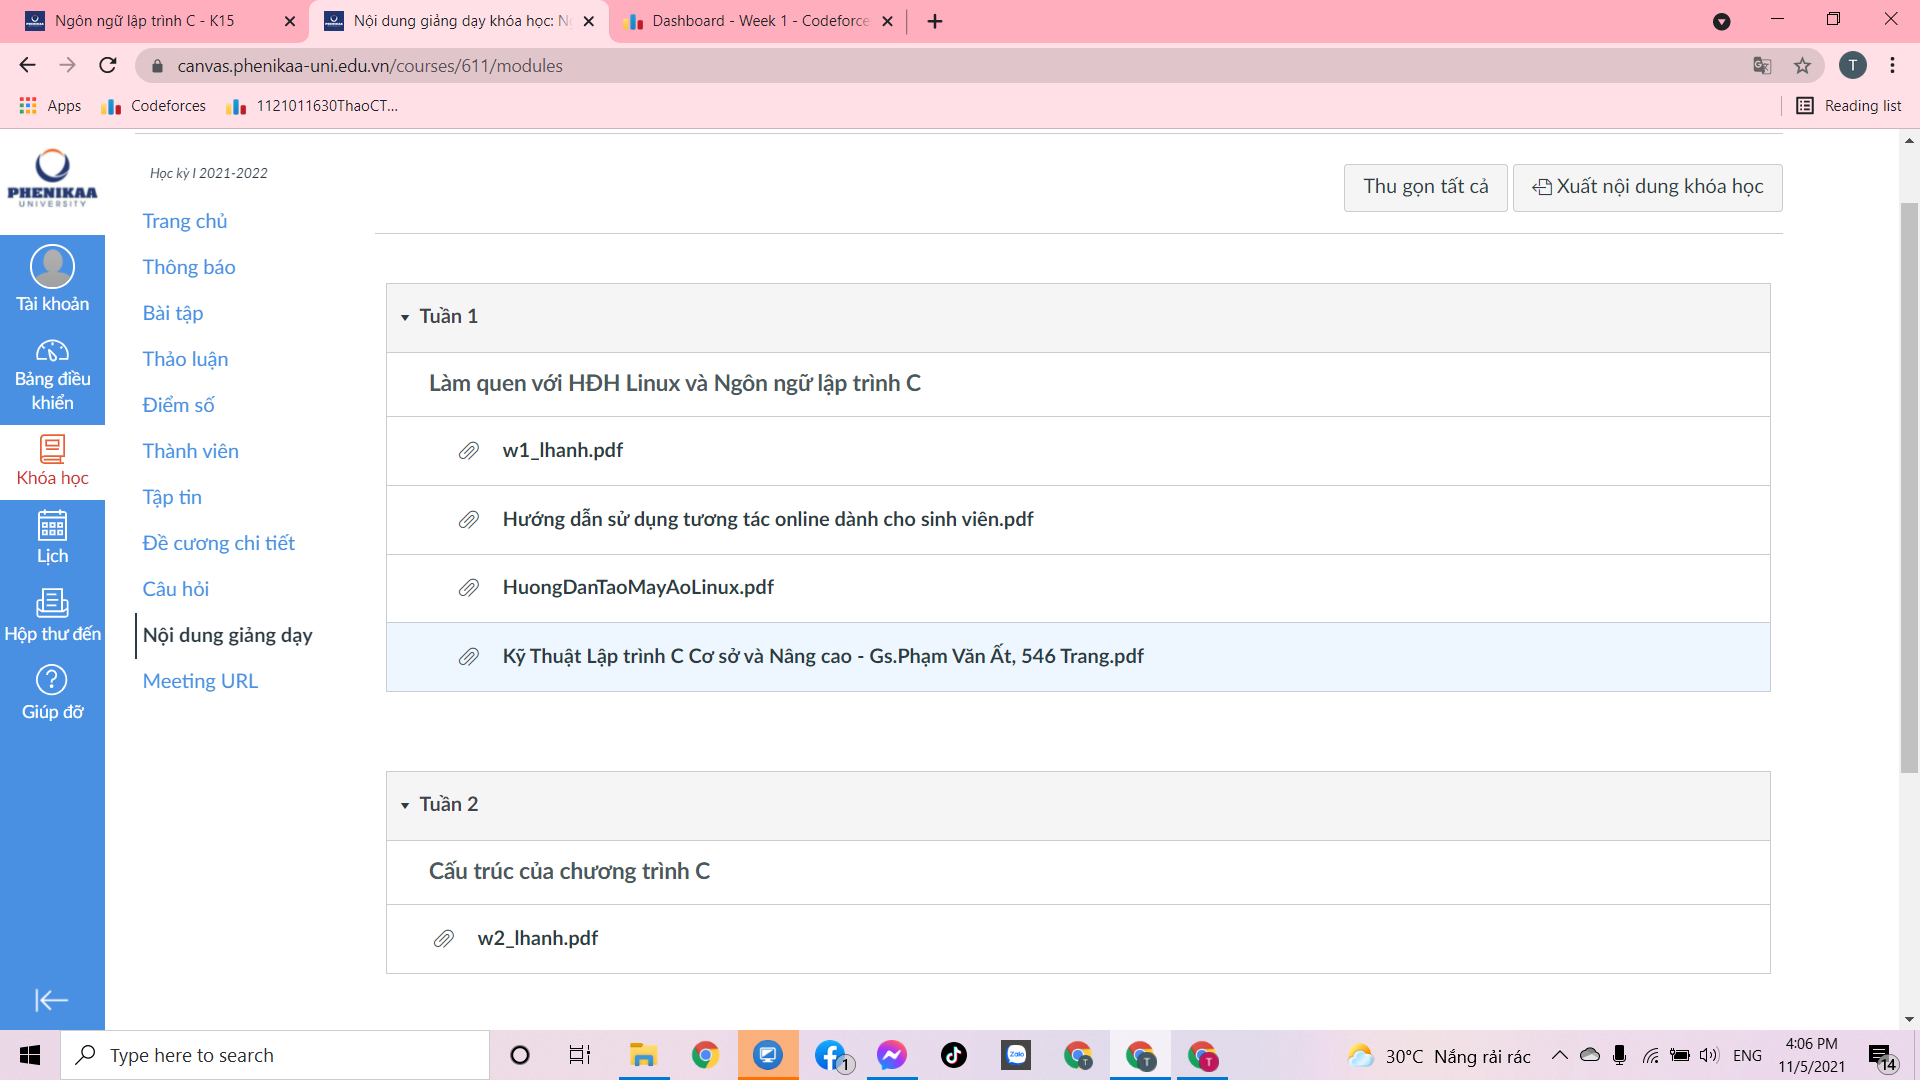 Ngôn ngữ lập trình C - K15
Nội dung giảng dạy khóa học: N
Dashboard - Week 1 - Codeforce
canvas.phenikaa-uni.edu.vn/courses/611/modules
T
Apps
Codeforces
1121011630ThaoCT...
Reading list
PHENIKAA
UNIVERSITY
Tài khoản
Bảng điều
khiển
Khóa học
Lịch
Hộp thư đến
Giúp đỡ
Học kỳ I 2021-2022
Trang chủ
Thông báo
Bài tập
Thảo luận
Điểm số
Thành viên
Tập tin
Đề cương chi tiết
Câu hỏi
Nội dung giảng dạy
Meeting URL
Thu gọn tất cả
Xuất nội dung khóa học
Tuần 1
Làm quen với HĐH Linux và Ngôn ngữ lập trình C
w1_lhanh.pdf
Hướng dẫn sử dụng tương tác online dành cho sinh viên.pdf
HuongDanTaoMayAoLinux.pdf
Kỹ Thuật Lập trình C Cơ sở và Nâng cao - Gs.Phạm Văn Ất, 546 Trang.pdf
Tuần 2
Cấu trúc của chương trình C
w2_lhanh.pdf
Type here to search
1
Zalo
T
T
T
30°C Nắng rải rác
ENG
4:06 PM
11/5/2021
14